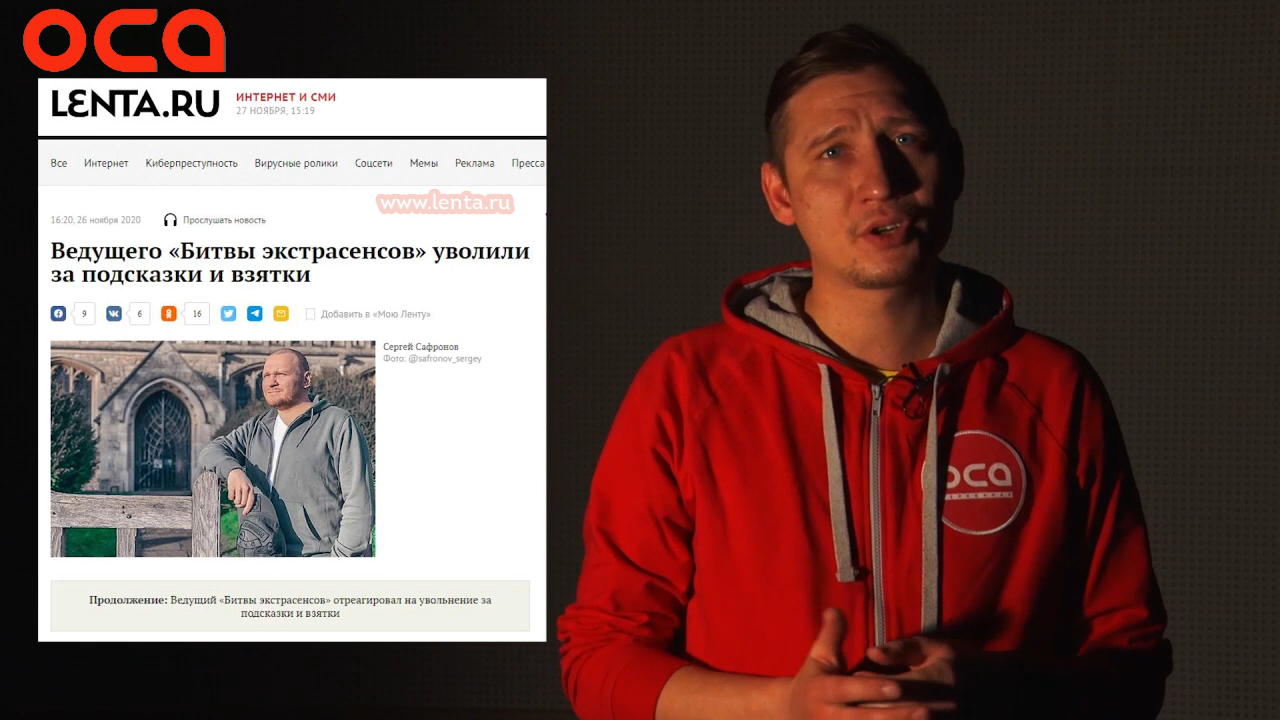 оса
LENTA.RU
ИНТЕРНЕТ И СМИ
27 НОЯБРЯ, 15:19
Все Интернет Киберпреступность Вирусные ролики Соцсети Мемы Реклама Пресса
www.lenta.ru
16:20, 26 ноября 2020 Прослушать новость
Ведущего «Битвы экстрасенсов» уволили
за подсказки и взятки
9 6 16 Добавить в «Мою Ленту»
Сергей Сафронов
Фото: @safronov_sergey
Продолжение: Ведущий «Битвы экстрасенсов» отреагировал на увольнение за
подсказки и взятки
оса